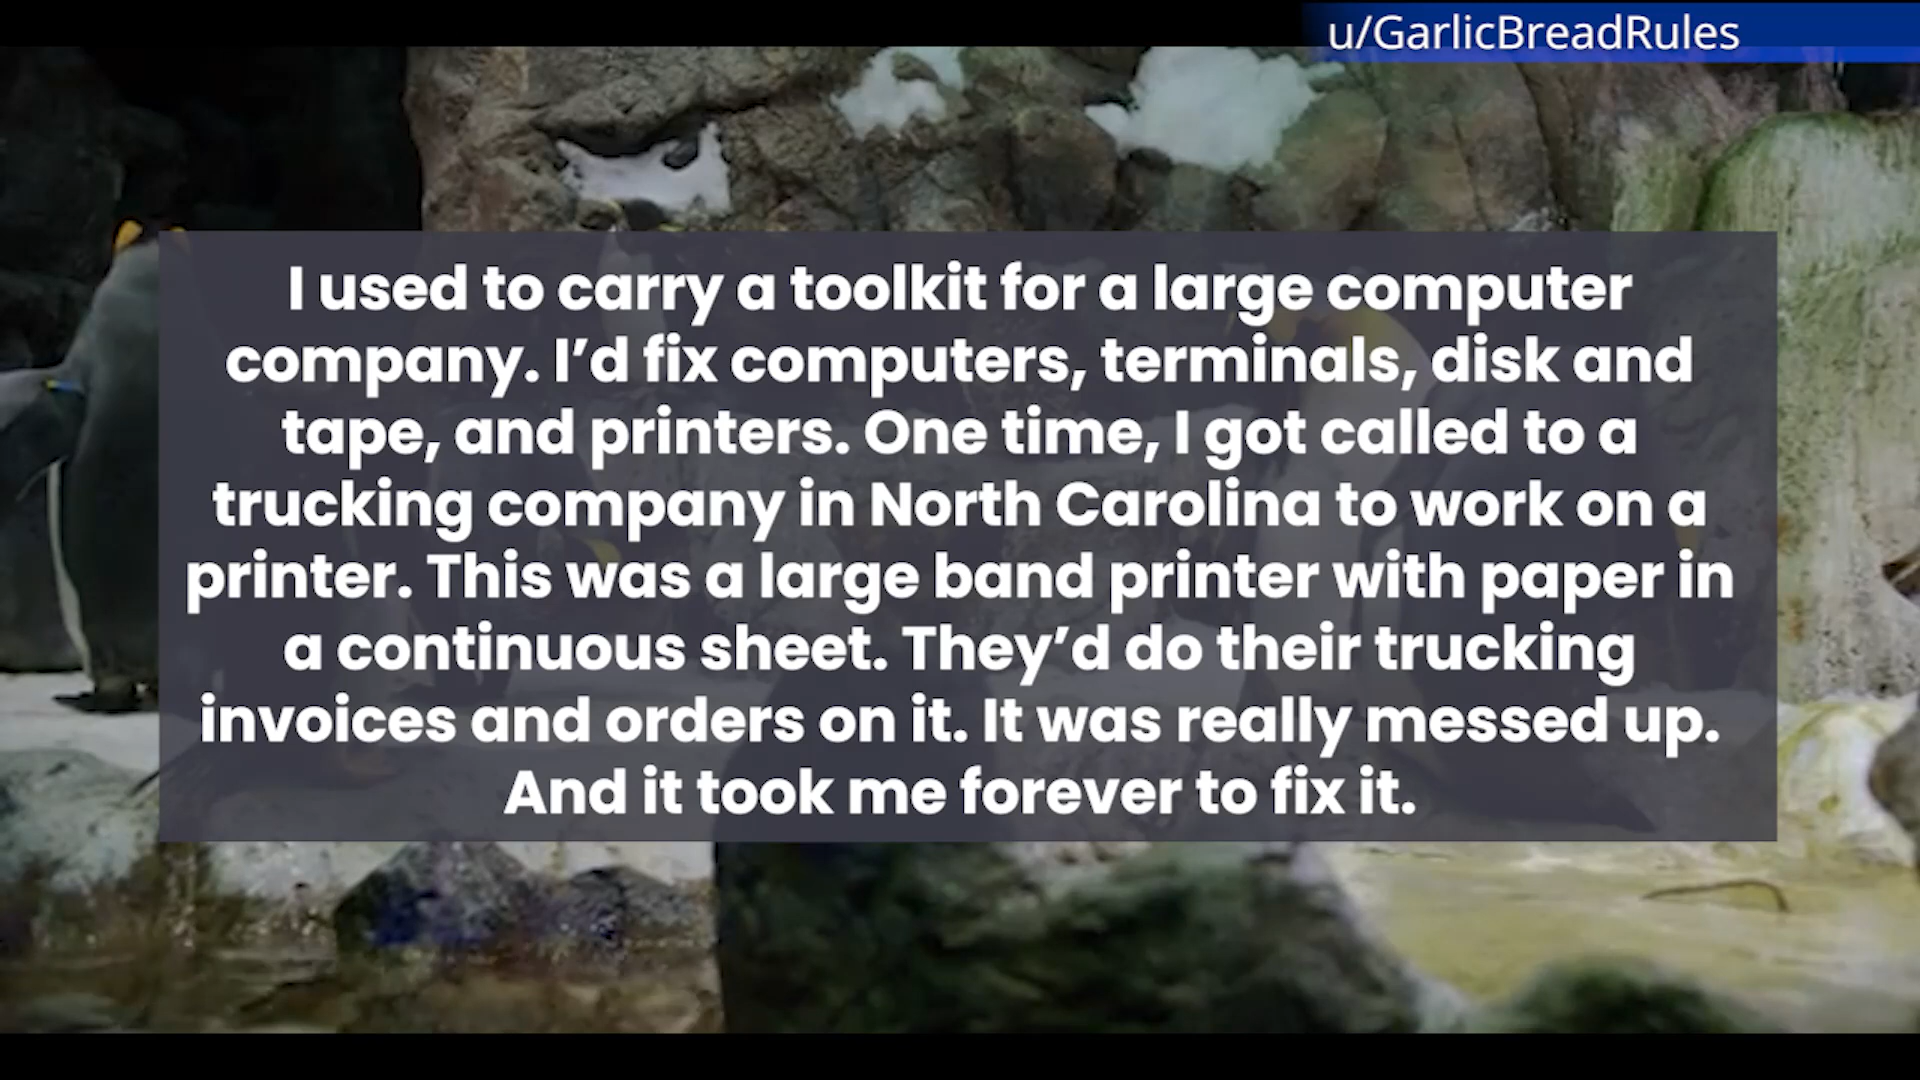 u/GarlicBreadRules
I used to carry a toolkit for a large computer
company. I’d fix computers, terminals, disk and
tape, and printers. One time, I got called to a
trucking company in North Carolina to work on a
printer. This was a large band printer with paper in
a continuous sheet. They’d do their trucking
invoices and orders on it. It was really messed up.
And it took me forever to fix it.